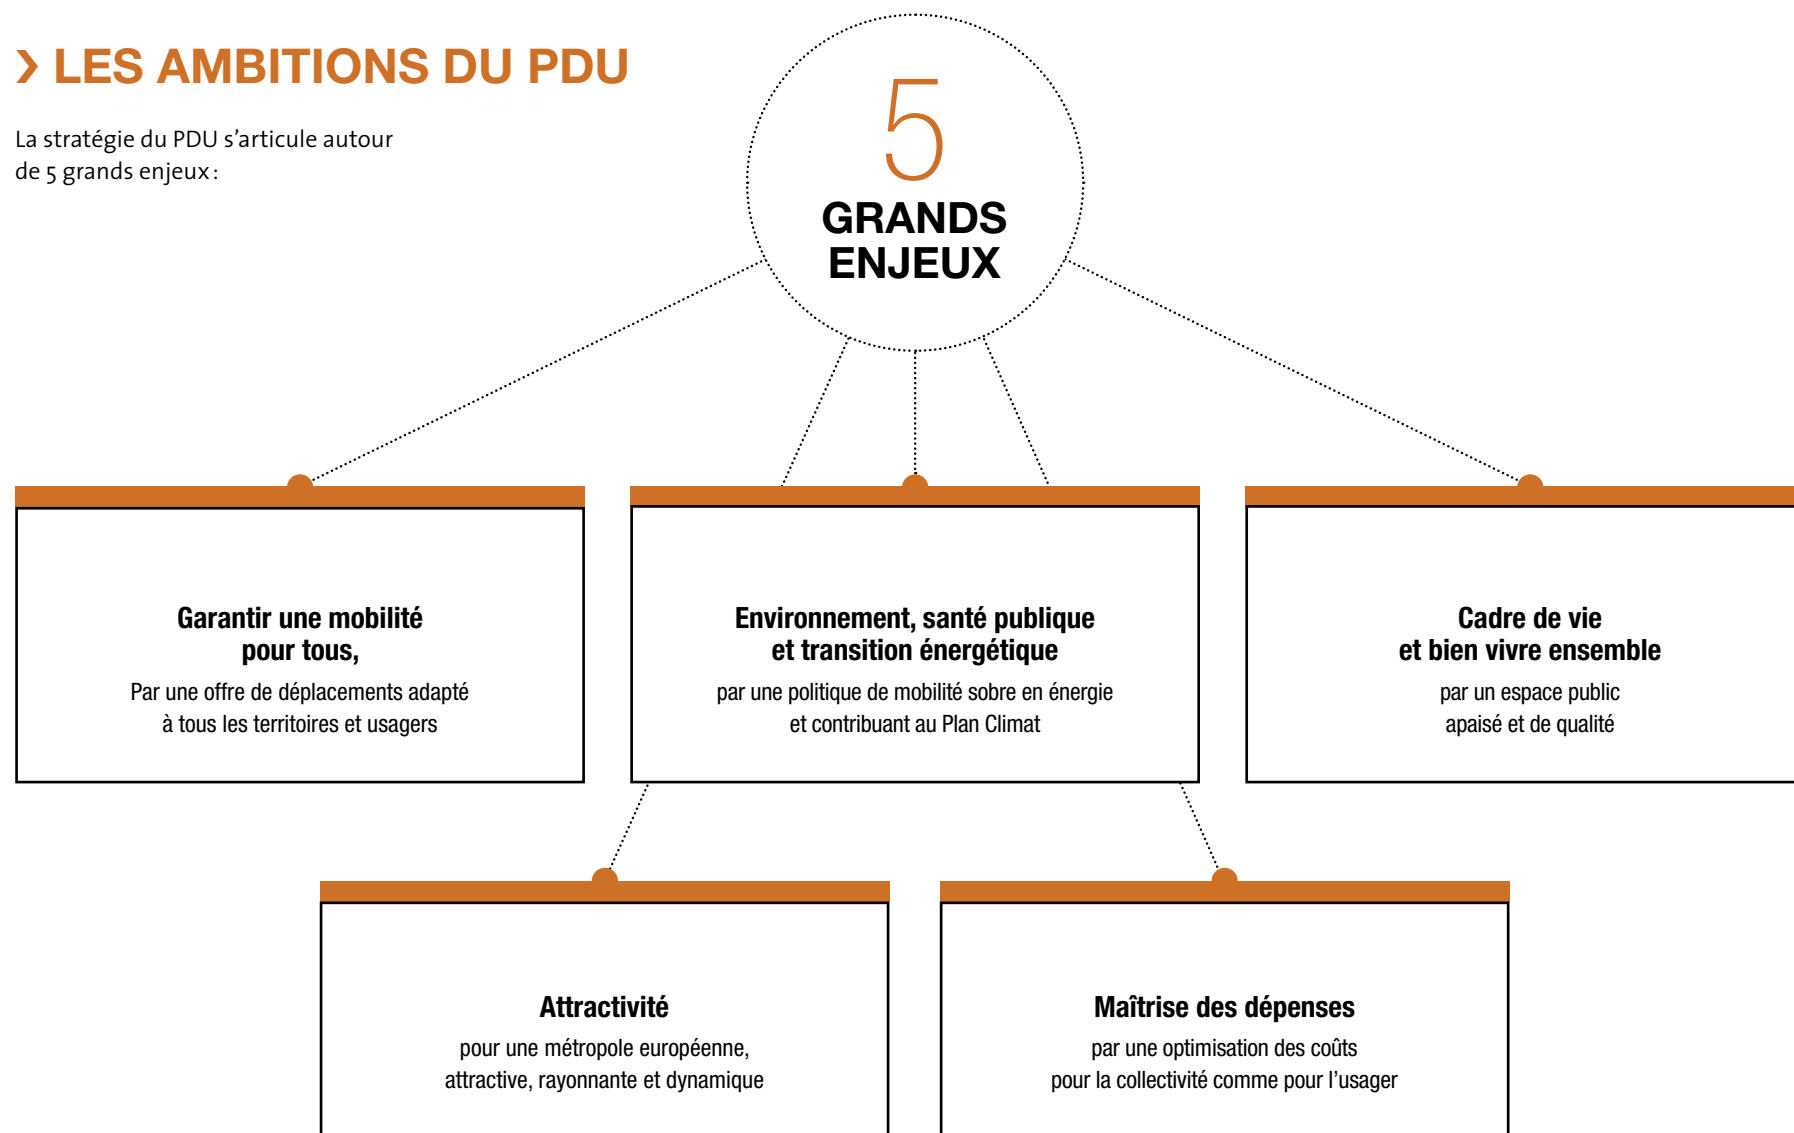 › LES AMBITIONS DU PDU
La stratégie du PDU s’articule autour
de 5 grands enjeux :
5
GRANDS
ENJEUX
Garantir une mobilité
pour tous,
Par une offre de déplacements adapté
à tous les territoires et usagers
Environnement, santé publique
et transition énergétique
par une politique de mobilité sobre en énergie
et contribuant au Plan Climat
Cadre de vie
et bien vivre ensemble
par un espace public
apaisé et de qualité
Attractivité
pour une métropole européenne,
attractive, rayonnante et dynamique
Maîtrise des dépenses
par une optimisation des coûts
pour la collectivité comme pour l’usager